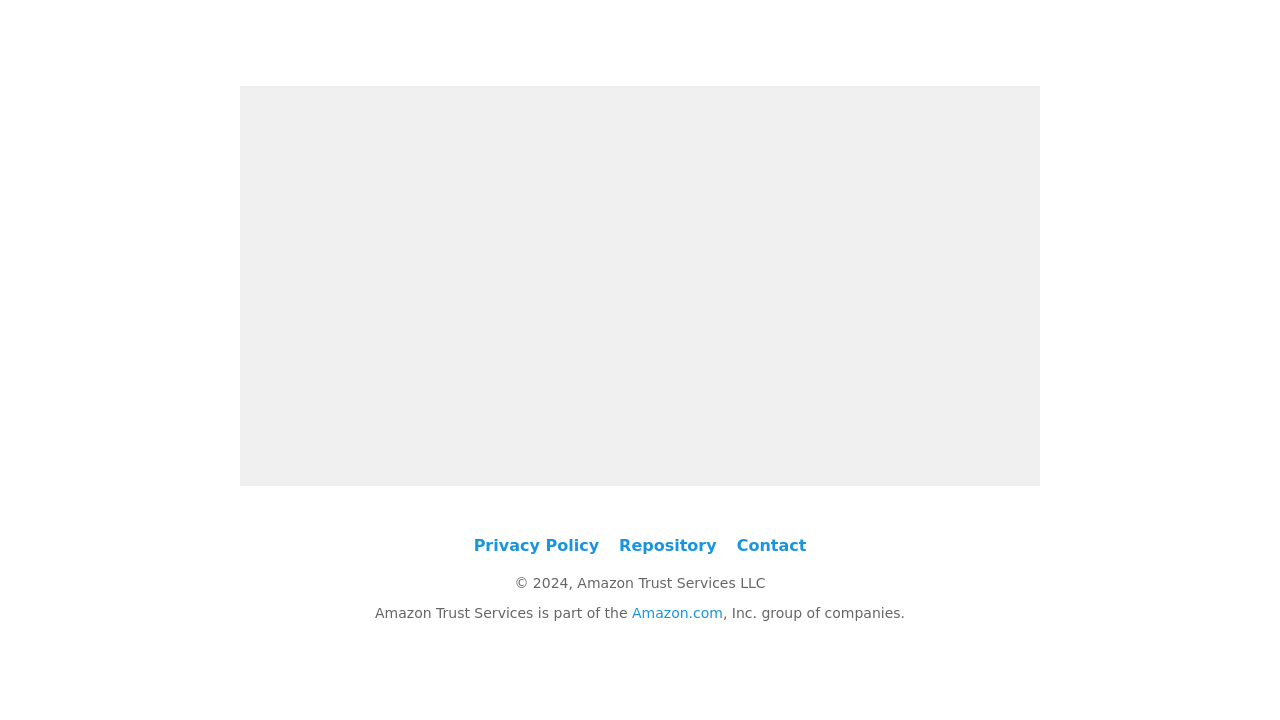 Privacy Policy Repository Contact
© 2024, Amazon Trust Services LLC
Amazon Trust Services is part of the Amazon.com, Inc. group of companies.